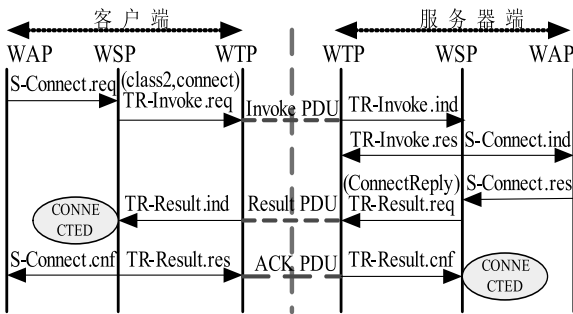 客户端 服务器端
WAP WSP WTP WTP WSP WAP
S-Connect.req (class2,connect)
TR-Invoke.req Invoke PDU TR-Invoke.ind
TR-Invoke.res S-Connect.ind
(ConnectReply) S-Connect.res
CONNE CTED TR-Result.ind Result PDU TR-Result.req
S-Connect.cnf TR-Result.res ACK PDU TR-Result.cnf CONNE CTED